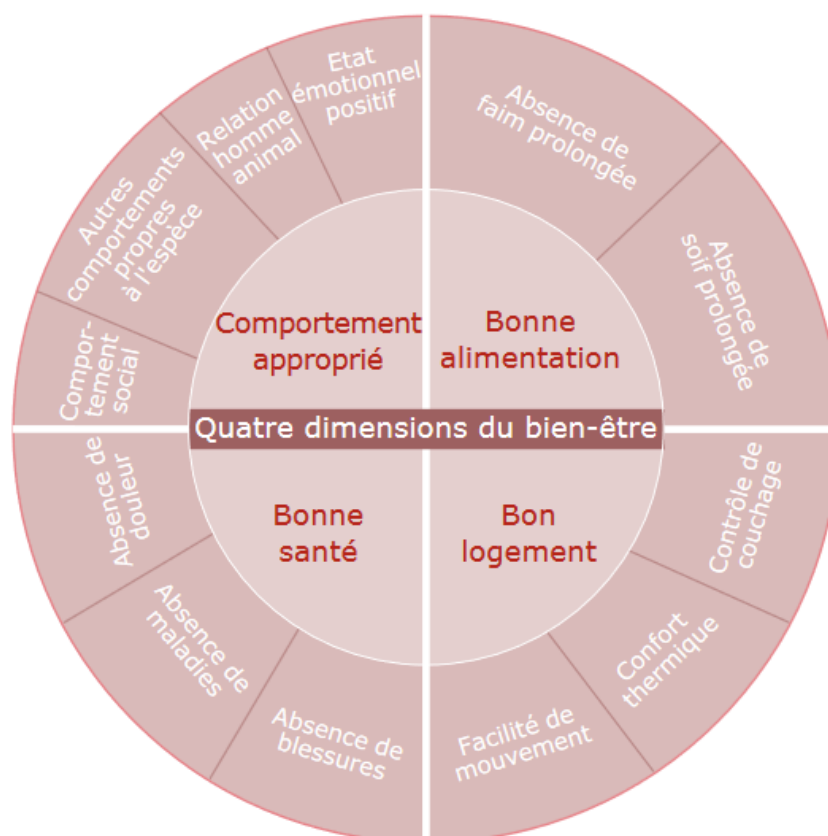 Etat
émotionnel
positif
Absence de
faim prolongée
Relation
homme
animal
Autres
comportements
propres
à l'espèce
Absence de
soif prolongée
Comportement
approprié
Bonne
alimentation
Compor-
tement
social
Quatre dimensions du bien-être
Absence de
douleur
Bonne
santé
Bon
logement
Contrôle de
couchage
Absence de
maladies
Confort
thermique
Absence de
blessures
Facilité de
mouvement